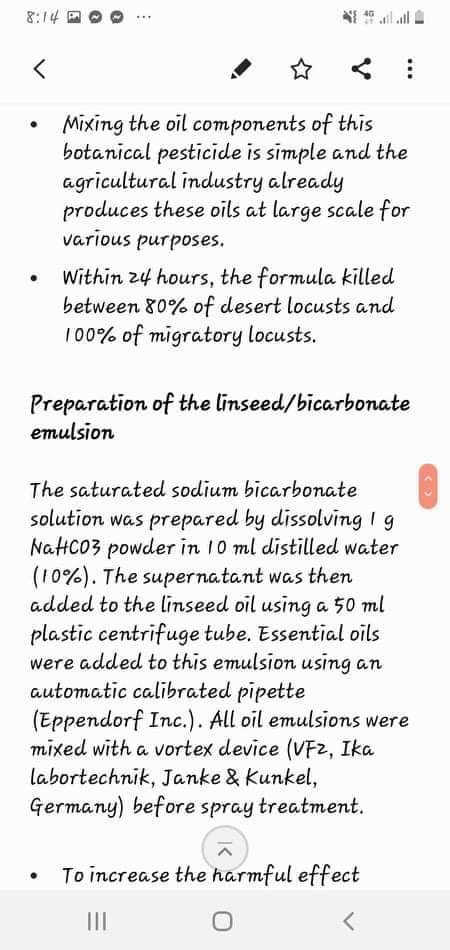 8:14
4G
• Mixing the oil components of this
botanical pesticide is simple and the
agricultural industry already
produces these oils at large scale for
various purposes.
• Within 24 hours, the formula killed
between 80% of desert locusts and
100% of migratory locusts.
Preparation of the linseed/bicarbonate
emulsion
The saturated sodium bicarbonate
solution was prepared by dissolving 1 g
NaHCO3 powder in 10 ml distilled water
(10%). The supernatant was then
added to the linseed oil using a 50 ml
plastic centrifuge tube. Essential oils
were added to this emulsion using an
automatic calibrated pipette
(Eppendorf Inc.). All oil emulsions were
mixed with a vortex device (VF2, Ika
labortechnik, Janke & Kunkel,
Germany) before spray treatment.
• To increase the harmful effect